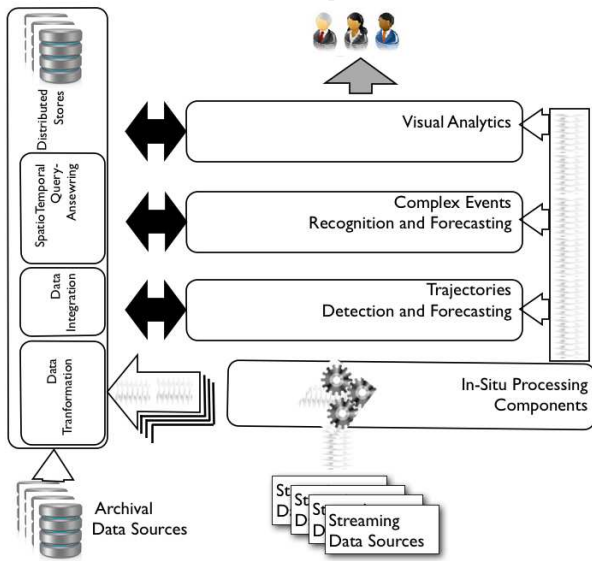 Distributed
Stores
SpatioTemporal
Query-
Ansewring
Data
Integration
Data
Tranformation
Visual Analytics
Complex Events
Recognition and Forecasting
Trajectories
Detection and Forecasting
In-Situ Processing
Components
Archival
Data Sources
Streaming
Data Sources